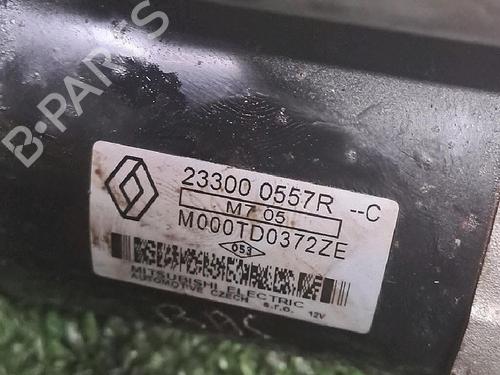 B-PARTS
23300 0557R --C
M7 05
M000TD0372ZE
053
MITSUBISHI ELECTRIC
AUTOMOTIVE CZECH s.r.o. 12V